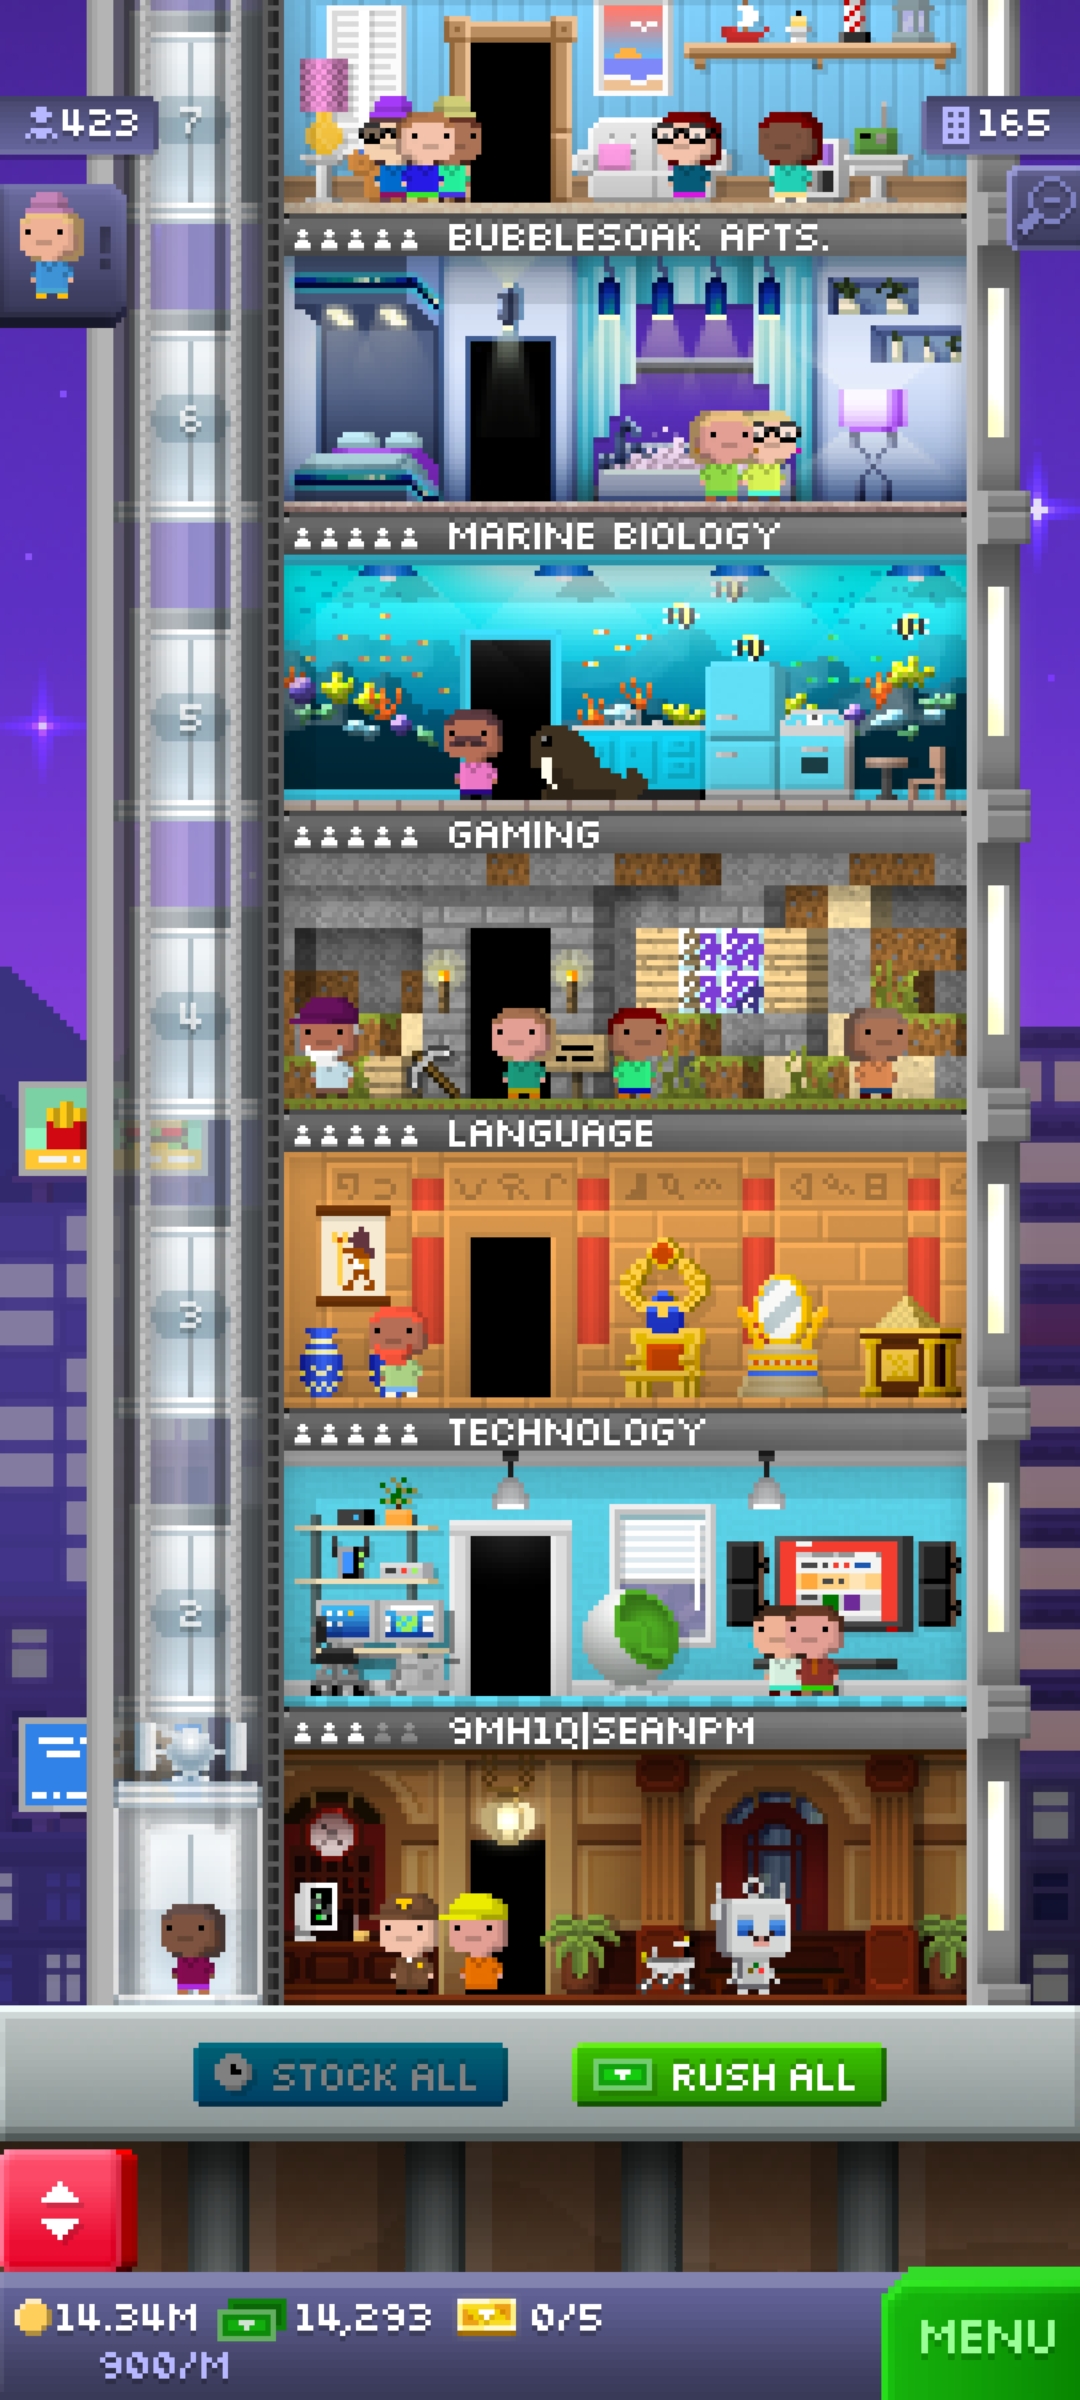 7
423
165
BUBBLESOAK APTS.
6
MARINE BIOLOGY
5
GAMING
4
LANGUAGE
3
TECHNOLOGY
2
9MH1Q|SEANPM
STOCK ALL
RUSH ALL
14.34M
14,293
0/5
900/M
MENU